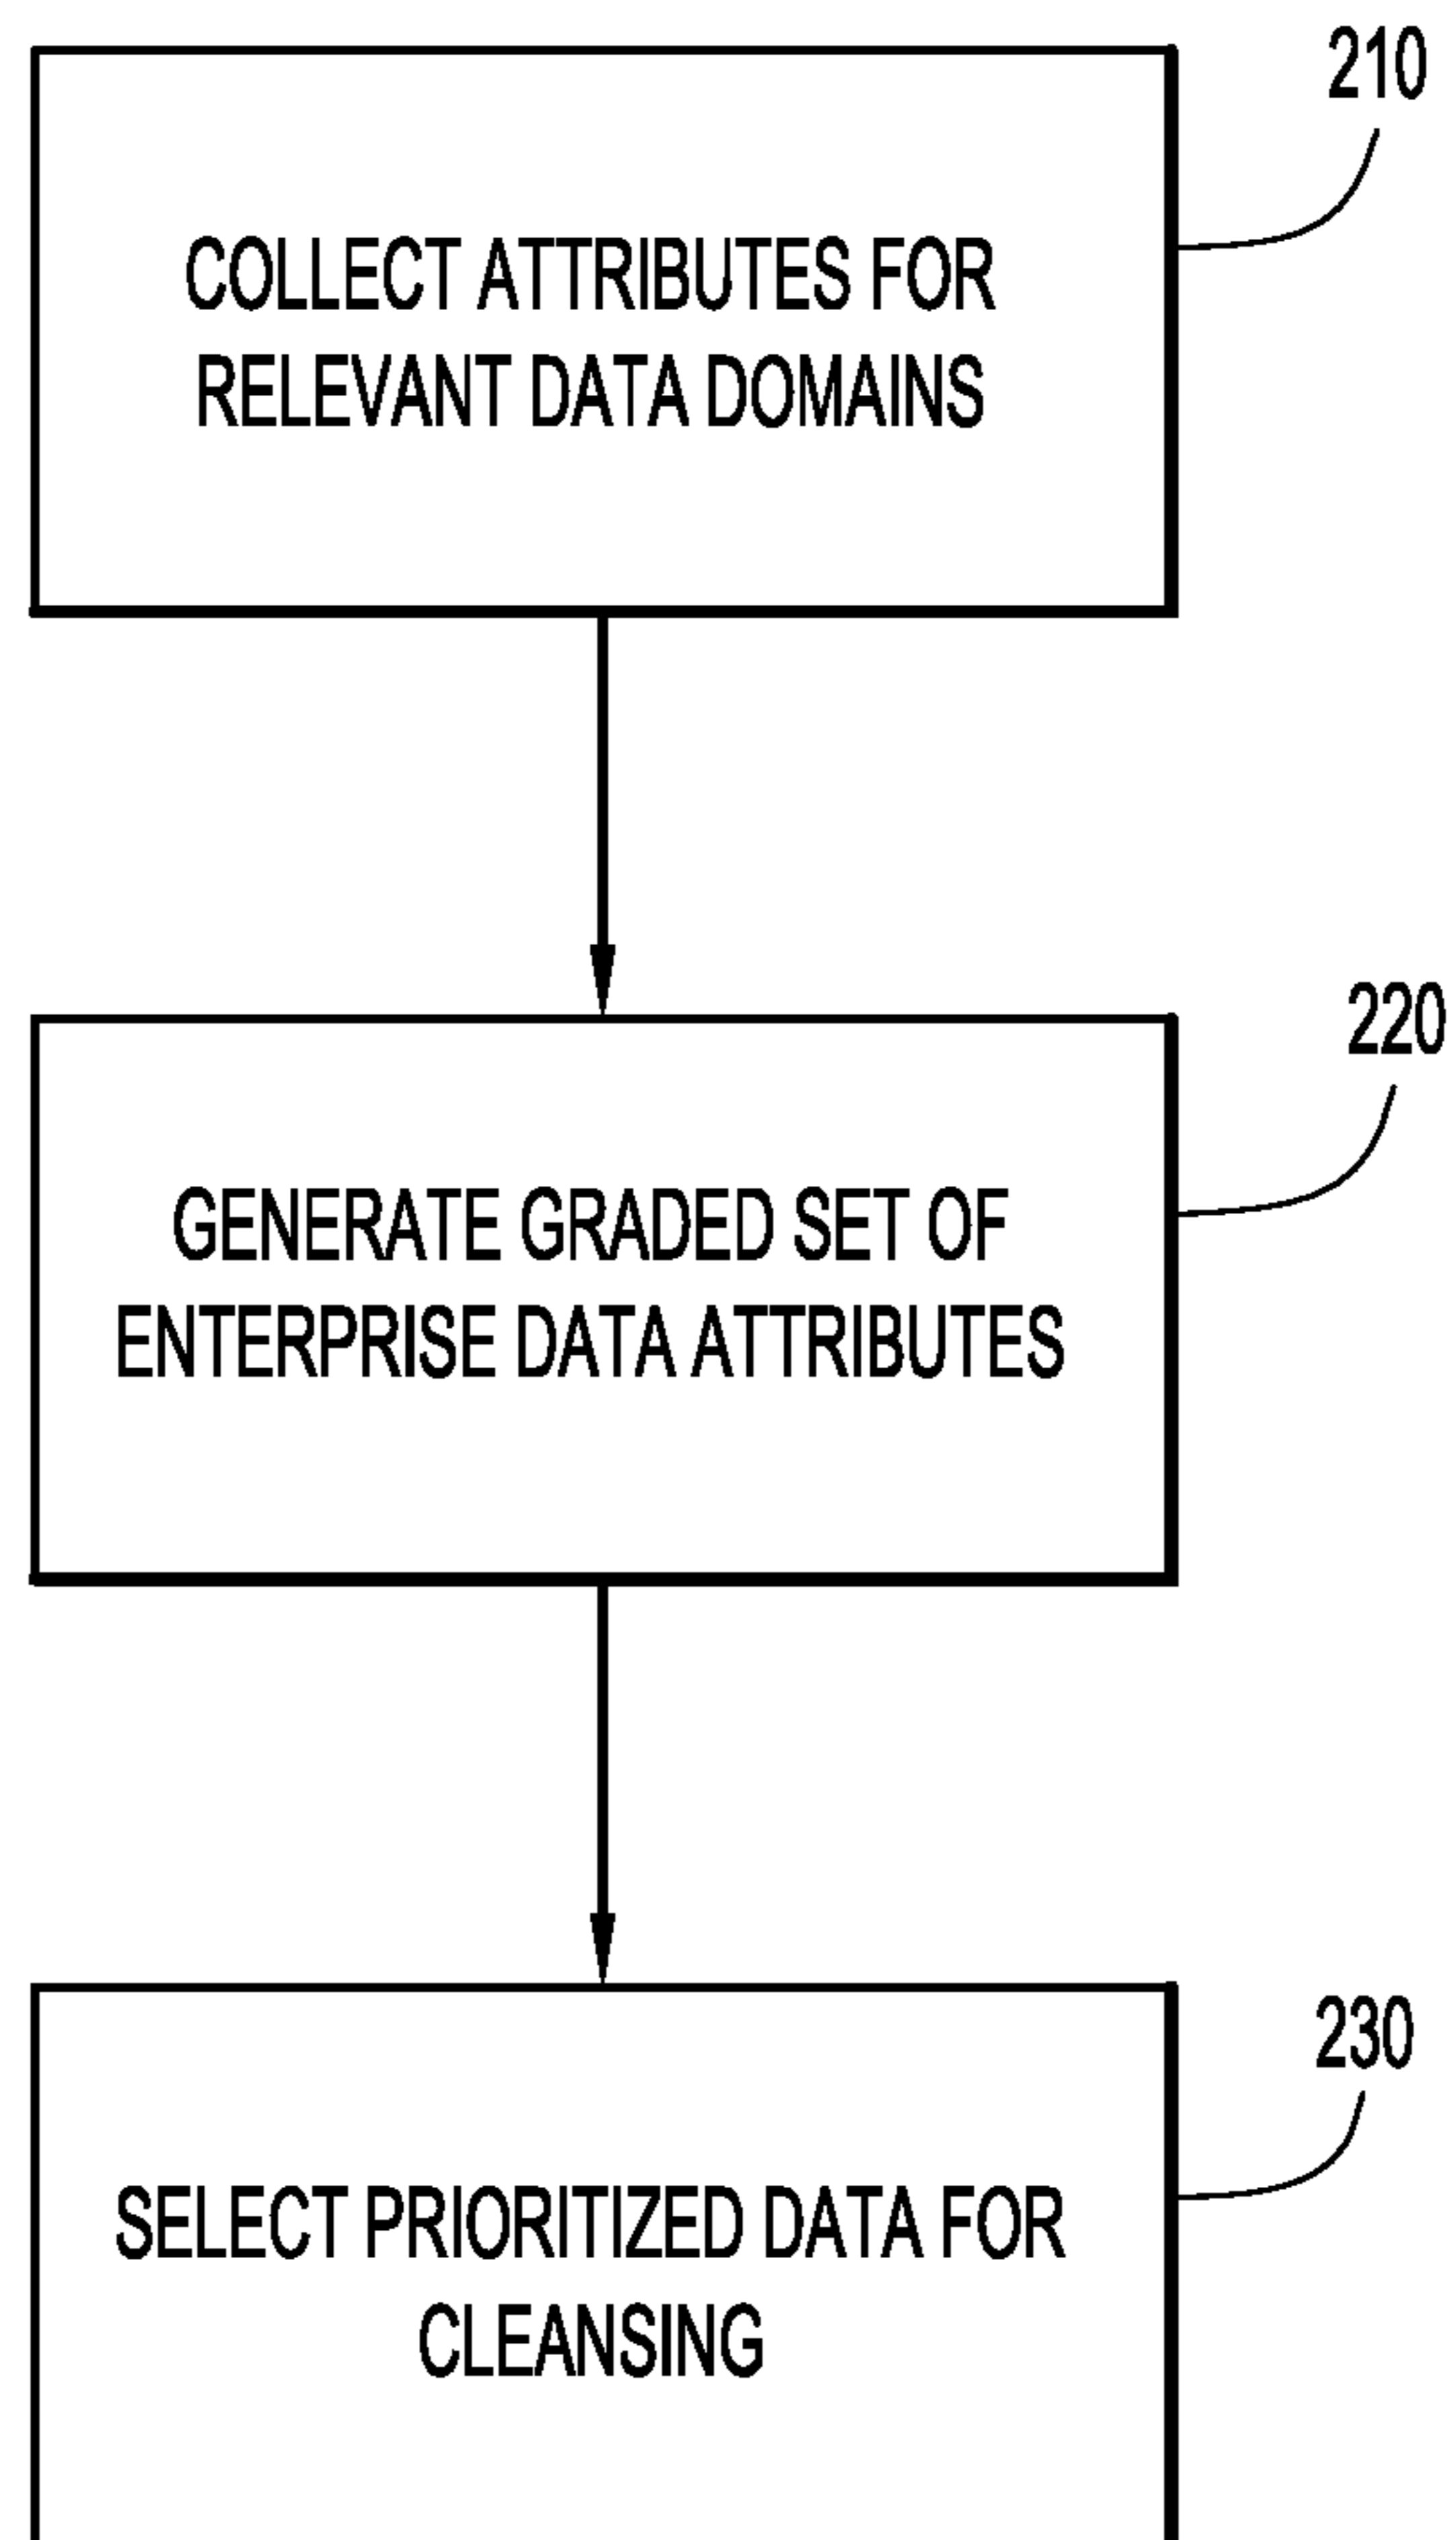 210
COLLECT ATTRIBUTES FOR
RELEVANT DATA DOMAINS
220
GENERATE GRADED SET OF
ENTERPRISE DATA ATTRIBUTES
230
SELECT PRIORITIZED DATA FOR
CLEANSING